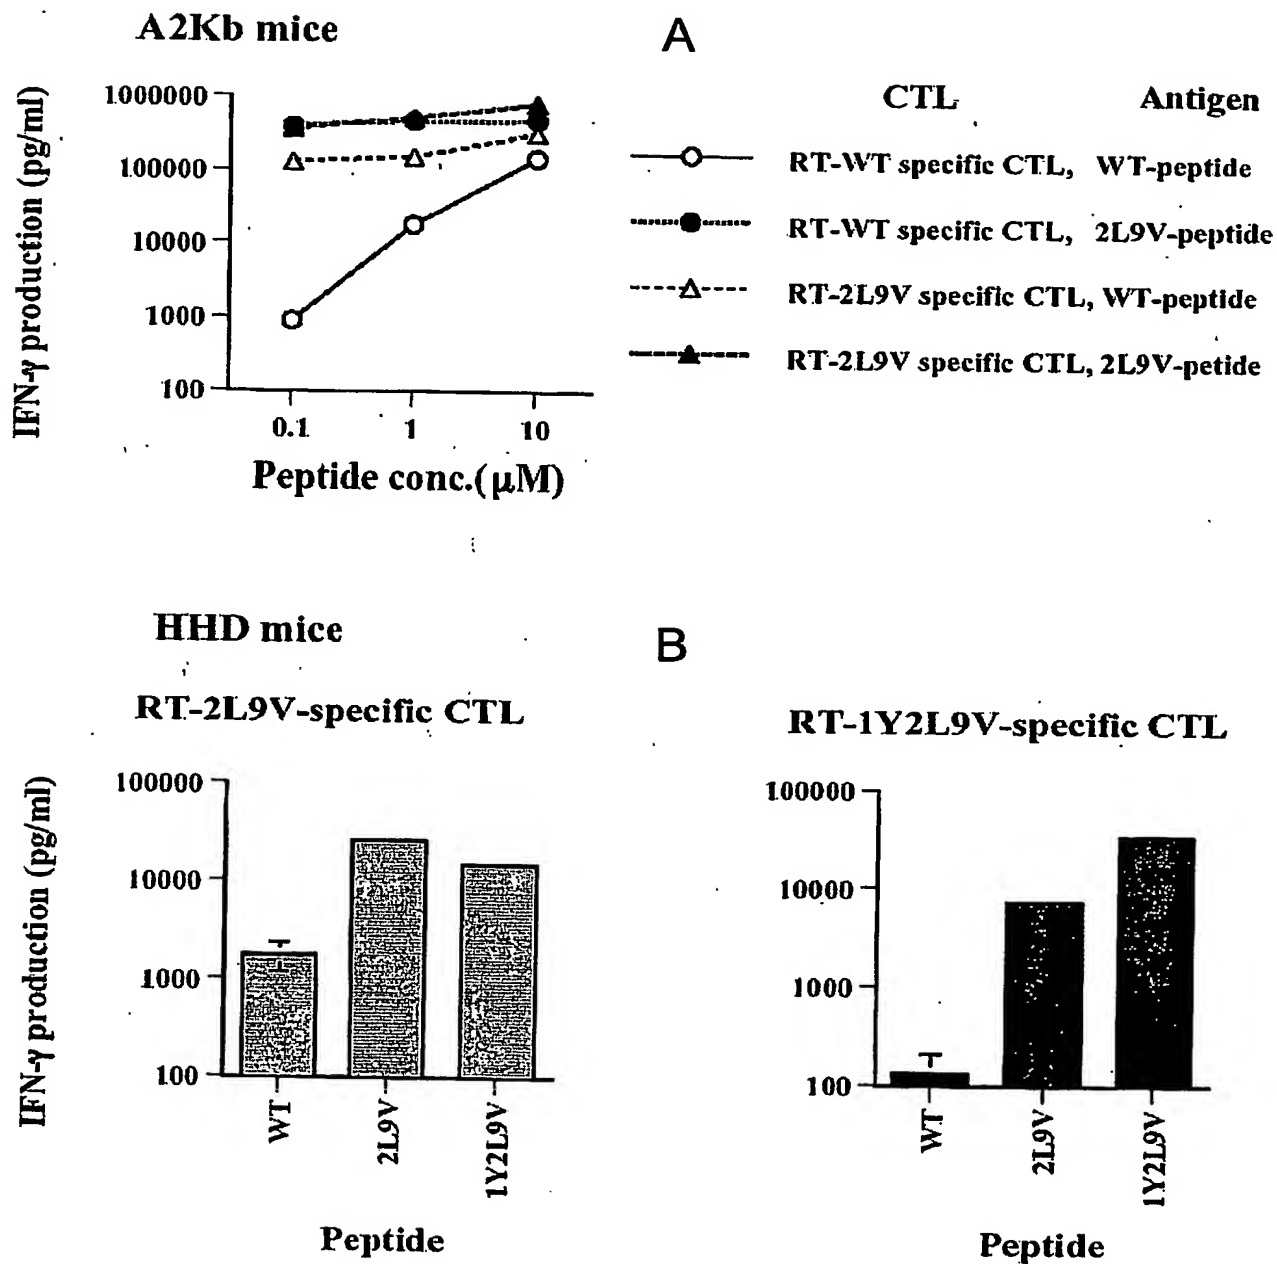 A2Kb mice
A
IFN-γ production (pg/ml)
1000000
100000
10000
1000
100
0.1 1 10
Peptide conc.(μM)
CTL Antigen
RT-WT specific CTL, WT-peptide
RT-WT specific CTL, 2L9V-peptide
RT-2L9V specific CTL, WT-peptide
RT-2L9V specific CTL, 2L9V-petide
HHD mice
B
RT-2L9V-specific CTL
IFN-γ production (pg/ml)
100000
10000
1000
100
WT 2L9V 1Y2L9V
Peptide
RT-1Y2L9V-specific CTL
100000
10000
1000
100
WT 2L9V 1Y2L9V
Peptide